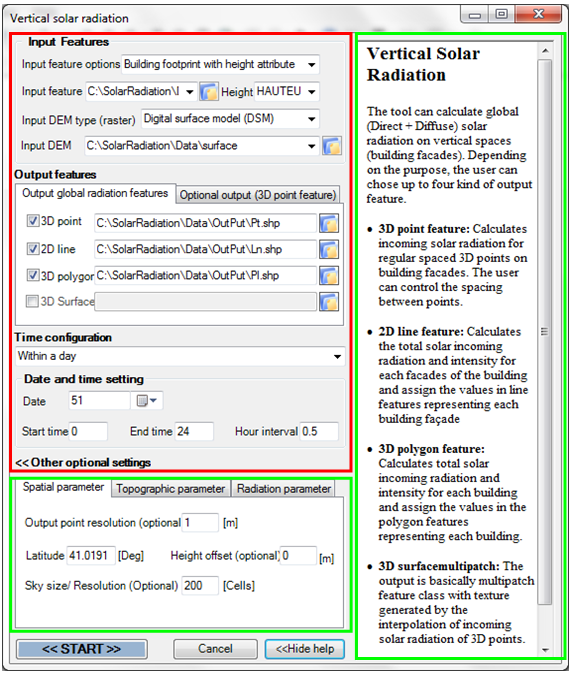 Vertical solar radiation
Input Features
Input feature options Building footprint with height attribute
Input feature C:\SolarRadiation\I Height HAUTEU
Input DEM type (raster) Digital surface model (DSM)
Input DEM C:\SolarRadiation\Data\surface
Output features
Output global radiation features Optional output (3D point feature)
3D point C:\SolarRadiation\Data\OutPut\Pt.shp
2D line C:\SolarRadiation\Data\OutPut\Ln.shp
3D polygor C:\SolarRadiation\Data\OutPut\Pl.shp
3D Surface
Time configuration
Within a day
Date and time setting
Date 51
Start time 0 End time 24 Hour interval 0.5
<< Other optional settings
Spatial parameter Topographic parameter Radiation parameter
Output point resolution (optional 1 [m]
Latitude 41.0191 [Deg] Height offset (optional) 0 [m]
Sky size/ Resolution (Optional) 200 [Cells]
<< START >> Cancel <<Hide help
Vertical Solar
Radiation
The tool can calculate global
(Direct + Diffuse) solar
radiation on vertical spaces
(building facades). Depending
on the purpose, the user can
chose up to four kind of output
feature.
• 3D point feature: Calculates
incoming solar radiation for
regular spaced 3D points on
building facades. The user
can control the spacing
between points.
• 2D line feature: Calculates
the total solar incoming
radiation and intensity for
each facades of the building
and assign the values in line
features representing each
building façade
• 3D polygon feature:
Calculates total solar
incoming radiation and
intensity for each building
and assign the values in the
polygon features
representing each building.
• 3D surfacemultipatch: The
output is basically multipatch
feature class with texture
generated by the
interpolation of incoming
solar radiation of 3D points.